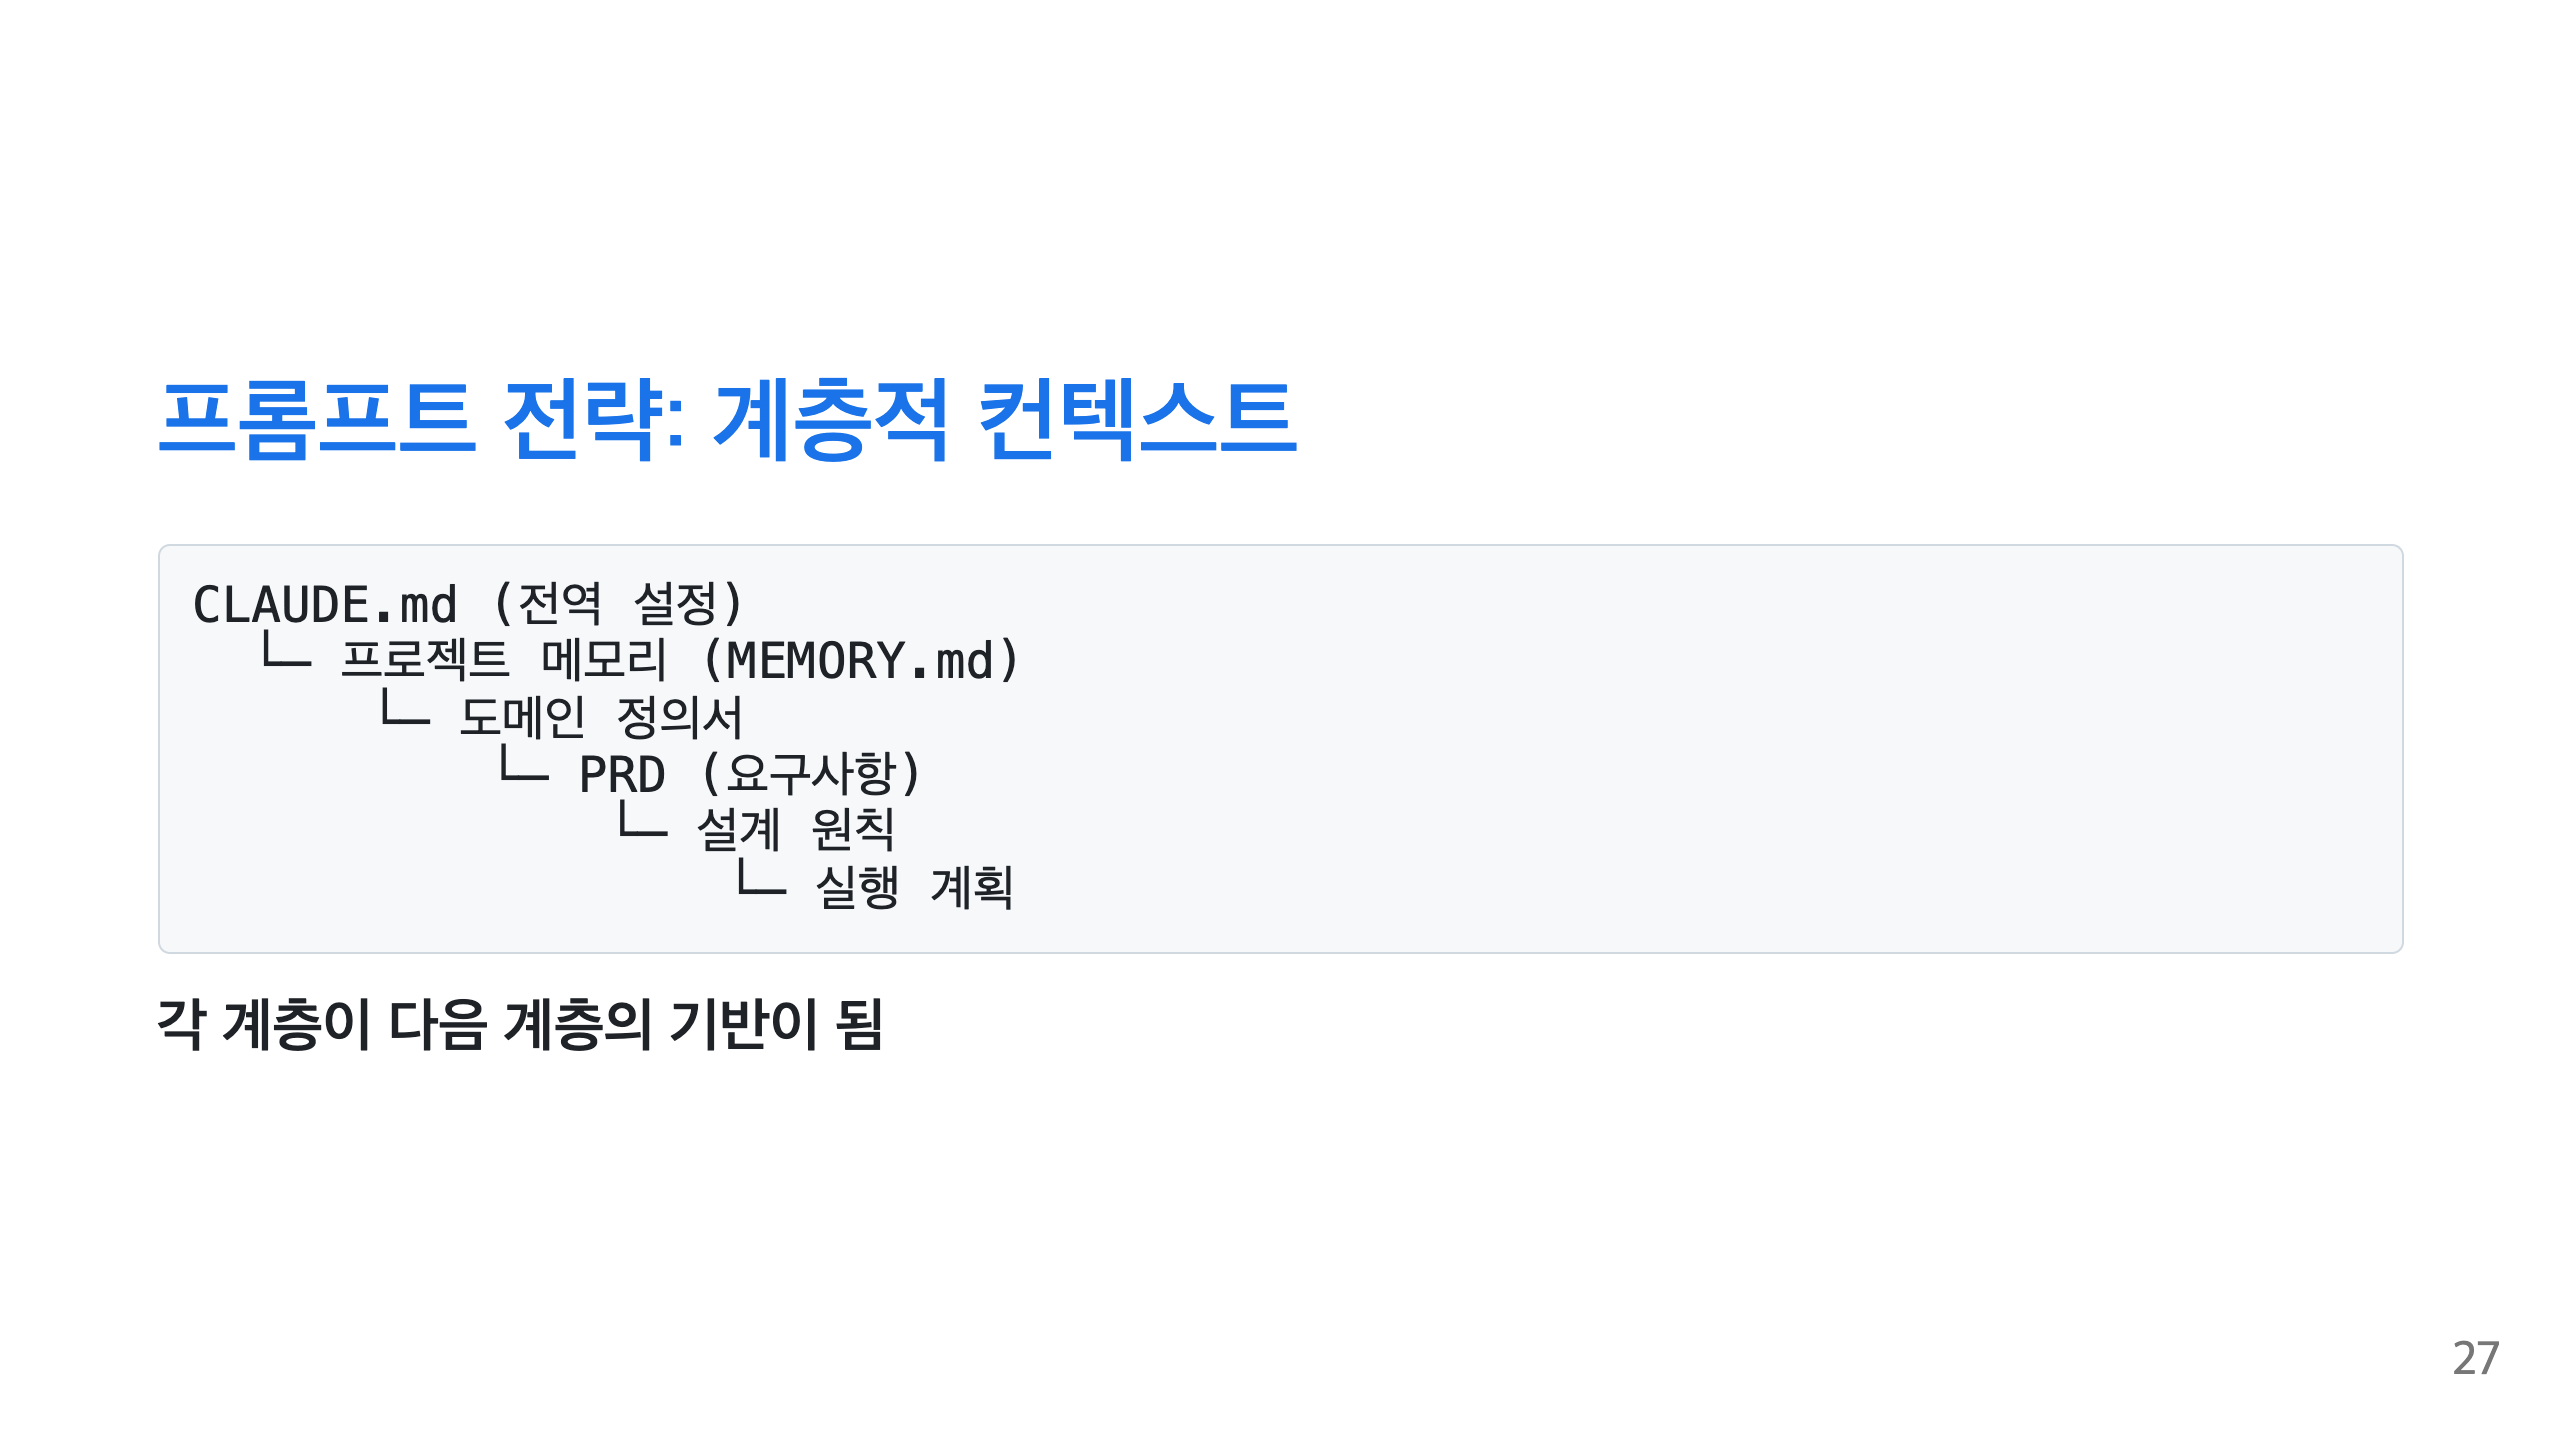 프롬프트 전략: 계층적 컨텍스트
CLAUDE.md (전역 설정)
  └─ 프로젝트 메모리 (MEMORY.md)
      └─ 도메인 정의서
          └─ PRD (요구사항)
              └─ 설계 원칙
                  └─ 실행 계획
각 계층이 다음 계층의 기반이 됨
27